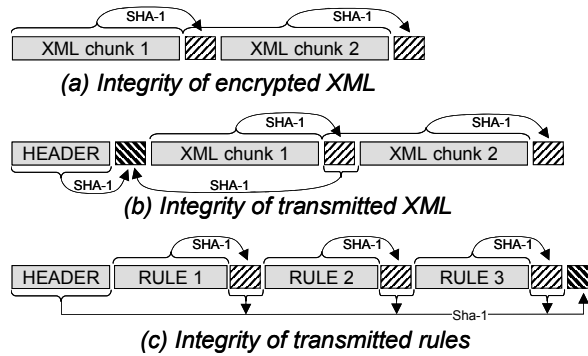 SHA-1 SHA-1
XML chunk 1 XML chunk 2
(a) Integrity of encrypted XML
SHA-1 SHA-1
HEADER XML chunk 1 XML chunk 2
SHA-1 SHA-1
(b) Integrity of transmitted XML
SHA-1 SHA-1 SHA-1
HEADER RULE 1 RULE 2 RULE 3
Sha-1
(c) Integrity of transmitted rules